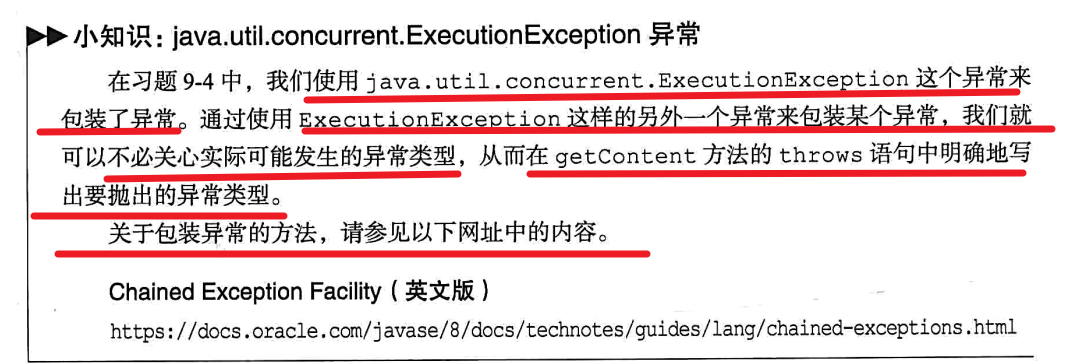 ▶▶ 小知识：java.util.concurrent.ExecutionException 异常
在习题 9-4 中，我们使用 java.util.concurrent.ExecutionException 这个异常来
包装了异常。通过使用 ExecutionException 这样的另外一个异常来包装某个异常，我们就
可以不必关心实际可能发生的异常类型，从而在 getContent 方法的 throws 语句中明确地写
出要抛出的异常类型。
关于包装异常的方法，请参见以下网址中的内容。
Chained Exception Facility（英文版）
https://docs.oracle.com/javase/8/docs/technotes/guides/lang/chained-exceptions.html